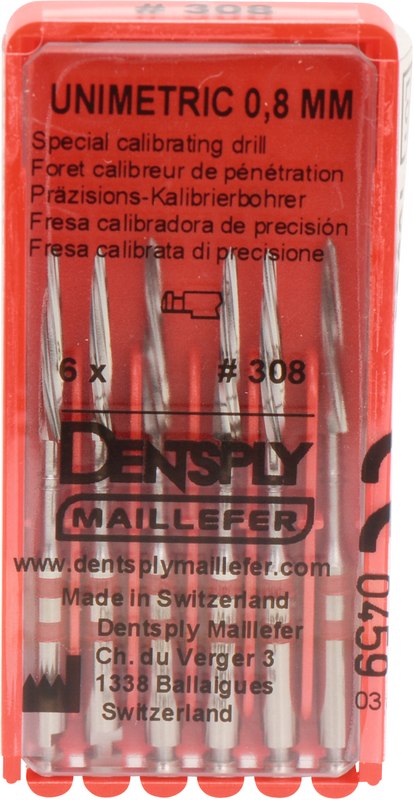 # 308
UNIMETRIC 0,8 MM
Special calibrating drill
Foret calibreur de pénétration
Präzisions-Kalibrierbohrer
Fresa calibradora de precisión
Fresa calibrata di precisione
6 x # 308
DENTSPLY
MAILLEFER
www.dentsplymaillefer.com
Made in Switzerland
Dentsply Maillefer
Ch. du Verger 3
1338 Ballaigues
Switzerland
0459
03